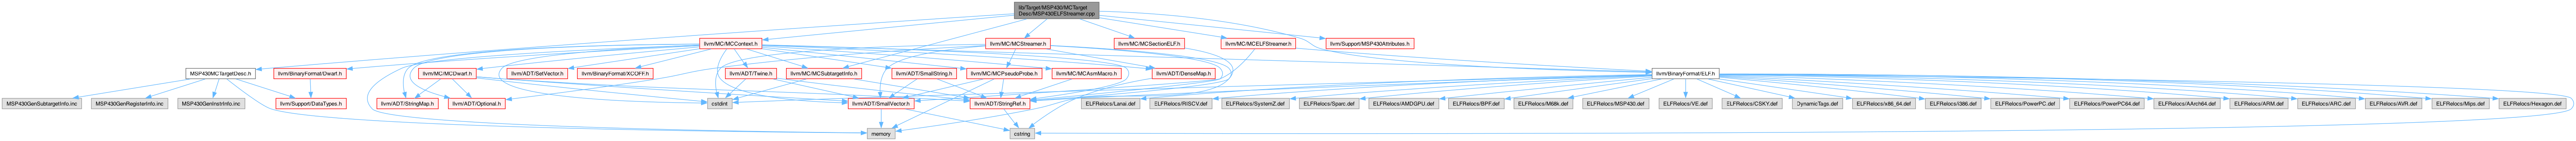 lib/Target/MSP430/MCTarget
Desc/MSP430ELFStreamer.cpp
llvm/MC/MCContext.h
llvm/MC/MCStreamer.h
llvm/MC/MCSectionELF.h
llvm/MC/MCELFStreamer.h
llvm/Support/MSP430Attributes.h
MSP430MCTargetDesc.h
llvm/BinaryFormat/Dwarf.h
llvm/MC/MCDwarf.h
llvm/ADT/SetVector.h
llvm/BinaryFormat/XCOFF.h
llvm/ADT/Twine.h
llvm/MC/MCSubtargetInfo.h
llvm/ADT/SmallString.h
llvm/MC/MCPseudoProbe.h
llvm/MC/MCAsmMacro.h
llvm/ADT/DenseMap.h
llvm/BinaryFormat/ELF.h
MSP430GenSubtargetInfo.inc
MSP430GenRegisterInfo.inc
MSP430GenInstrInfo.inc
llvm/Support/DataTypes.h
llvm/ADT/StringMap.h
llvm/ADT/Optional.h
cstdint
llvm/ADT/SmallVector.h
llvm/ADT/StringRef.h
ELFRelocs/Lanai.def
ELFRelocs/RISCV.def
ELFRelocs/SystemZ.def
ELFRelocs/Sparc.def
ELFRelocs/AMDGPU.def
ELFRelocs/BPF.def
ELFRelocs/M68k.def
ELFRelocs/MSP430.def
ELFRelocs/VE.def
ELFRelocs/CSKY.def
DynamicTags.def
ELFRelocs/x86_64.def
ELFRelocs/i386.def
ELFRelocs/PowerPC.def
ELFRelocs/PowerPC64.def
ELFRelocs/AArch64.def
ELFRelocs/ARM.def
ELFRelocs/ARC.def
ELFRelocs/AVR.def
ELFRelocs/Mips.def
ELFRelocs/Hexagon.def
memory
cstring